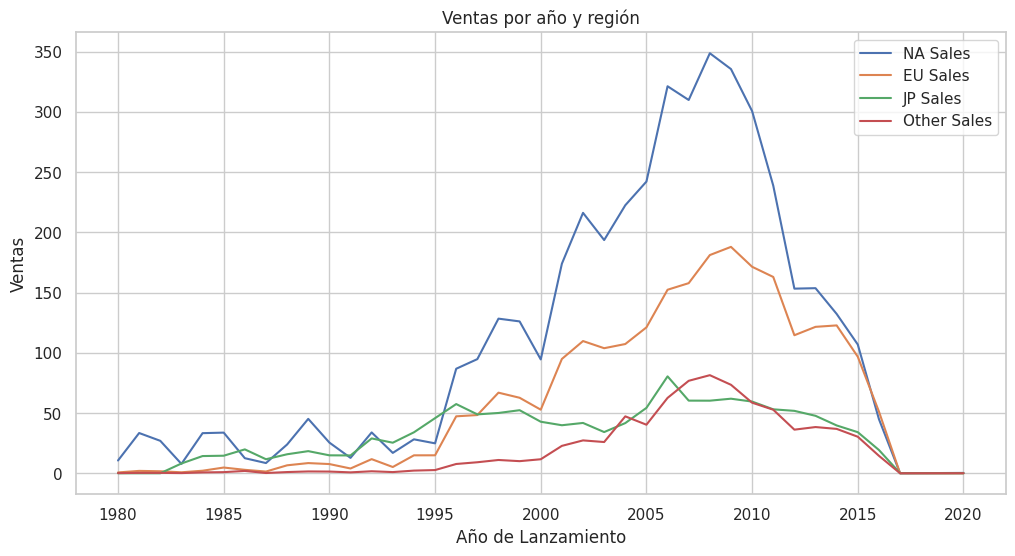 Ventas por año y región
NA Sales
EU Sales
JP Sales
Other Sales
Ventas
350
300
250
200
150
100
50
0
1980 1985 1990 1995 2000 2005 2010 2015 2020
Año de Lanzamiento